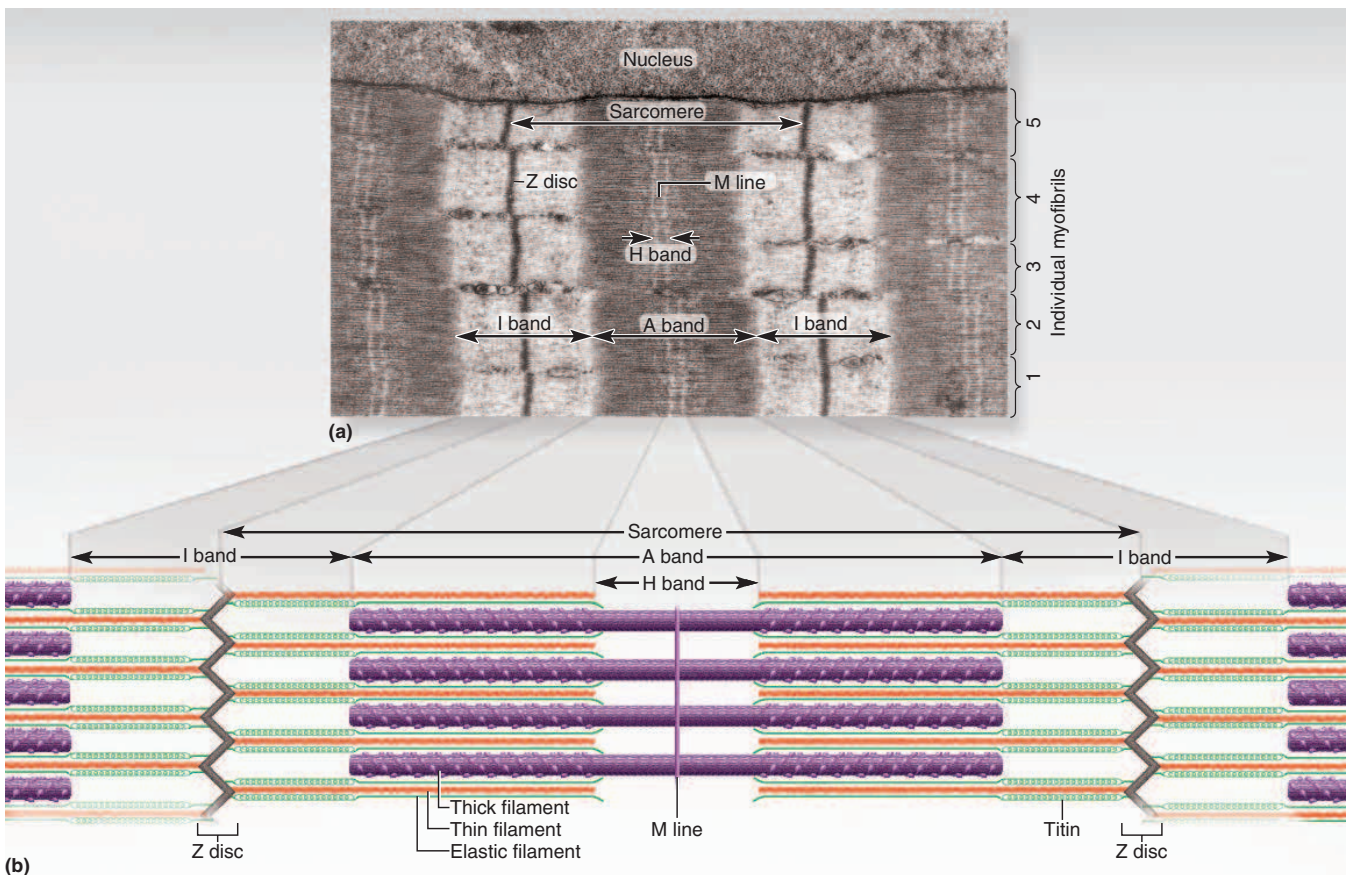 Nucleus
Sarcomere
Z disc
M line
H band
I band
A band
I band
5
4
3
2
1
Individual myofibrils
(a)
Sarcomere
I band
A band
I band
H band
Thick filament
Thin filament
Elastic filament
M line
Titin
Z disc
Z disc
(b)